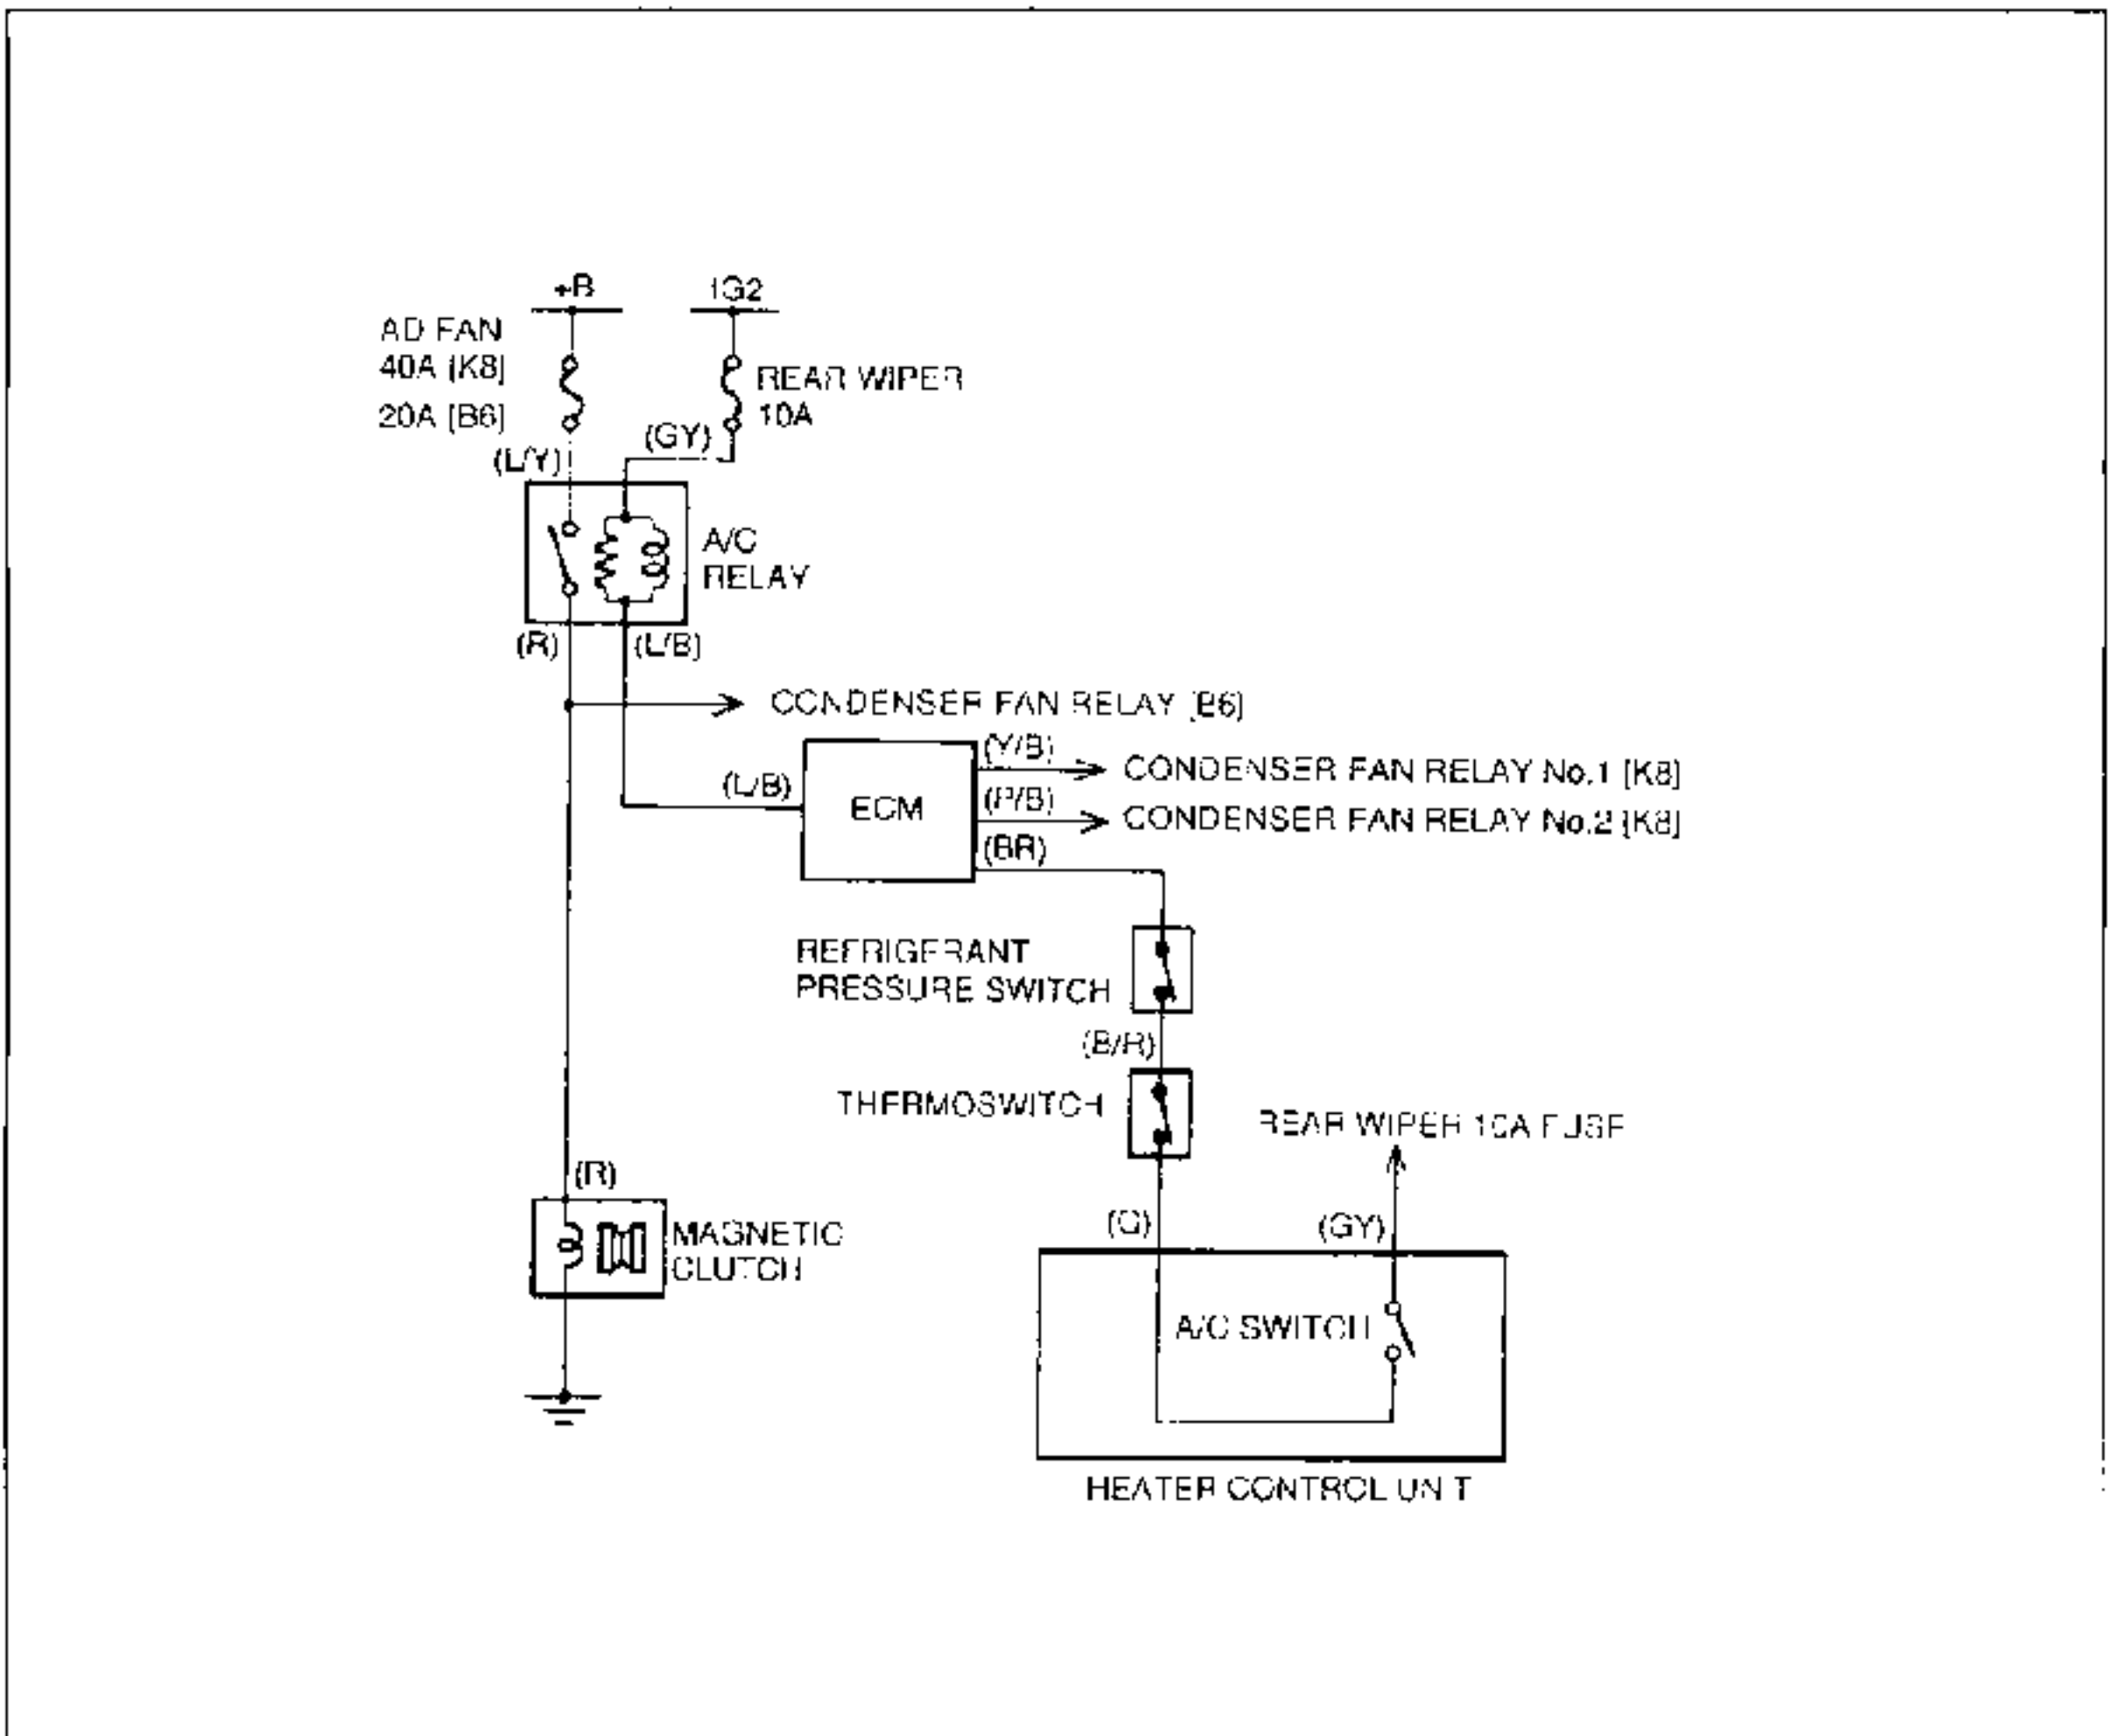 +B
IG2
AD FAN
40A [K8]
20A [B6]
REAR WIPER
10A
(GY)
(L/Y)
A/C
RELAY
(R)
(L/B)
CONDENSER FAN RELAY [B6]
(Y/B)
CONDENSER FAN RELAY No.1 [K8]
(L/B)
ECM
(P/B)
CONDENSER FAN RELAY No.2 [K8]
(BR)
REFRIGERANT
PRESSURE SWITCH
(B/R)
THERMOSWITCH
REAR WIPER 10A FUSE
(R)
(G)
(GY)
MAGNETIC
CLUTCH
A/C SWITCH
HEATER CONTROL UNIT